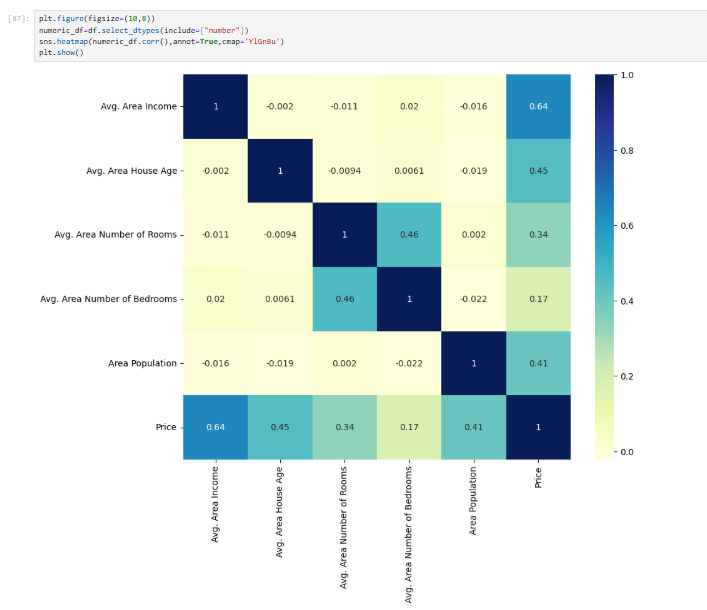 [87]:
plt.figure(figsize=(10,8))
numeric_df=df.select_dtypes(include=["number"])
sns.heatmap(numeric_df.corr(),annot=True,cmap='YlGnBu')
plt.show()
Avg. Area Income 1 -0.002 -0.011 0.02 -0.016 0.64
Avg. Area House Age -0.002 1 -0.0094 0.0061 -0.019 0.45
Avg. Area Number of Rooms -0.011 -0.0094 1 0.46 0.002 0.34
Avg. Area Number of Bedrooms 0.02 0.0061 0.46 1 -0.022 0.17
Area Population -0.016 -0.019 0.002 -0.022 1 0.41
Price 0.64 0.45 0.34 0.17 0.41 1
Avg. Area Income
Avg. Area House Age
Avg. Area Number of Rooms
Avg. Area Number of Bedrooms
Area Population
Price
1.0
0.8
0.6
0.4
0.2
0.0